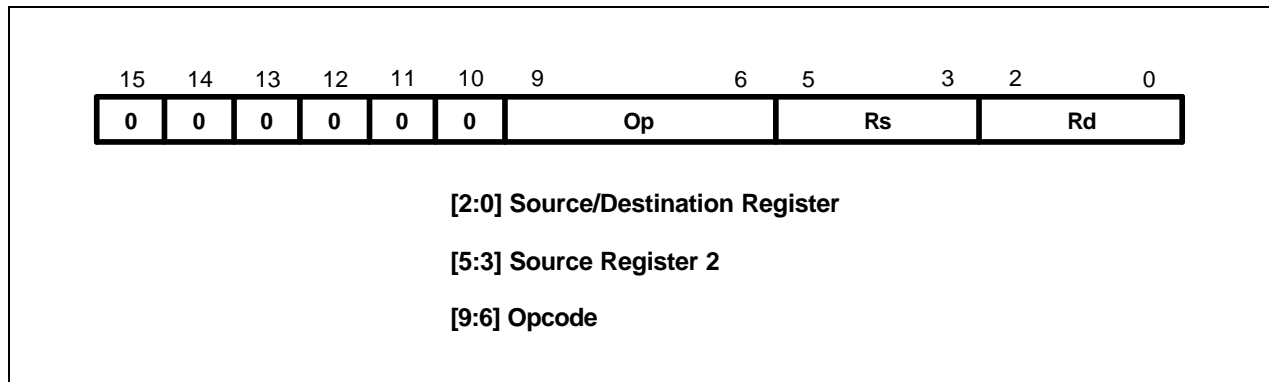 15 14 13 12 11 10 9 6 5 3 2 0
0 0 0 0 0 0 Op Rs Rd
[2:0] Source/Destination Register
[5:3] Source Register 2
[9:6] Opcode